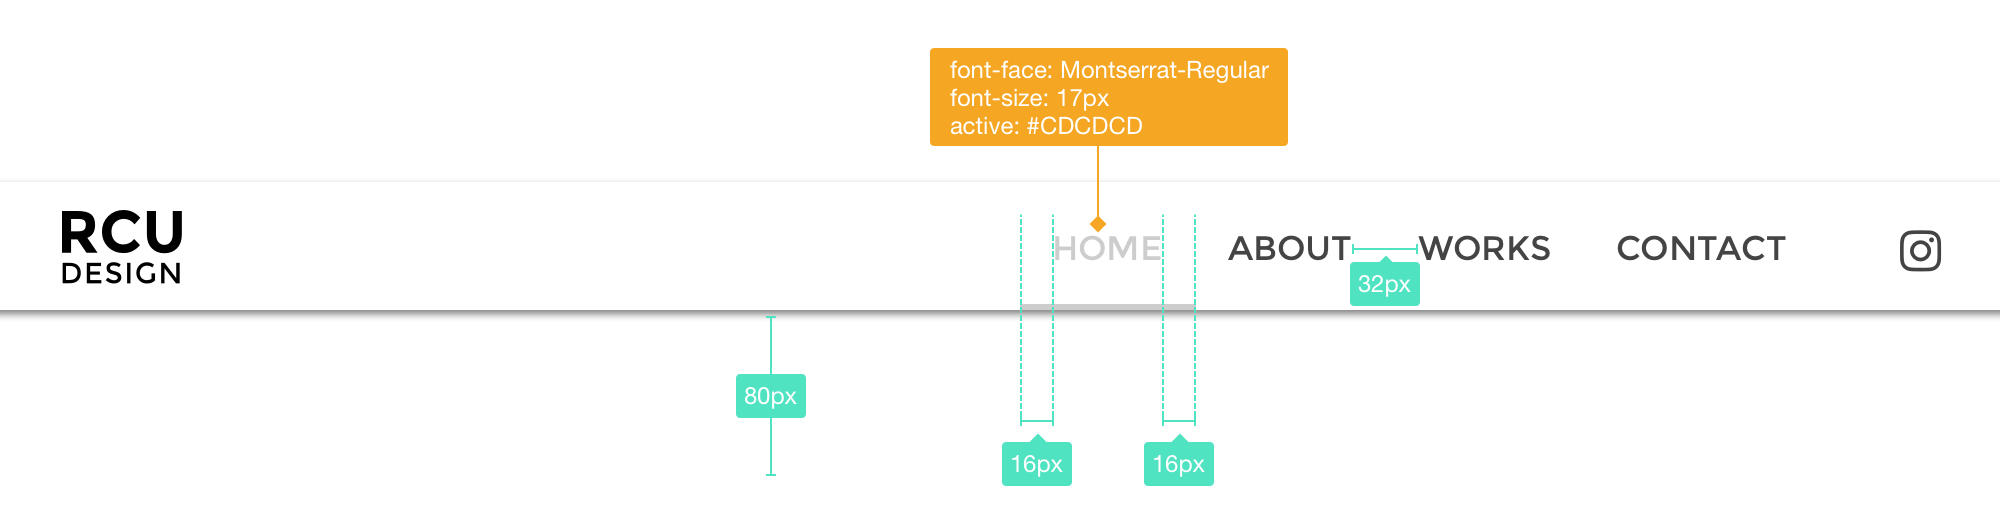 font-face: Montserrat-Regular
font-size: 17px
active: #CDCDCD
RCU
DESIGN
HOME ABOUT WORKS CONTACT
32px
80px
16px 16px